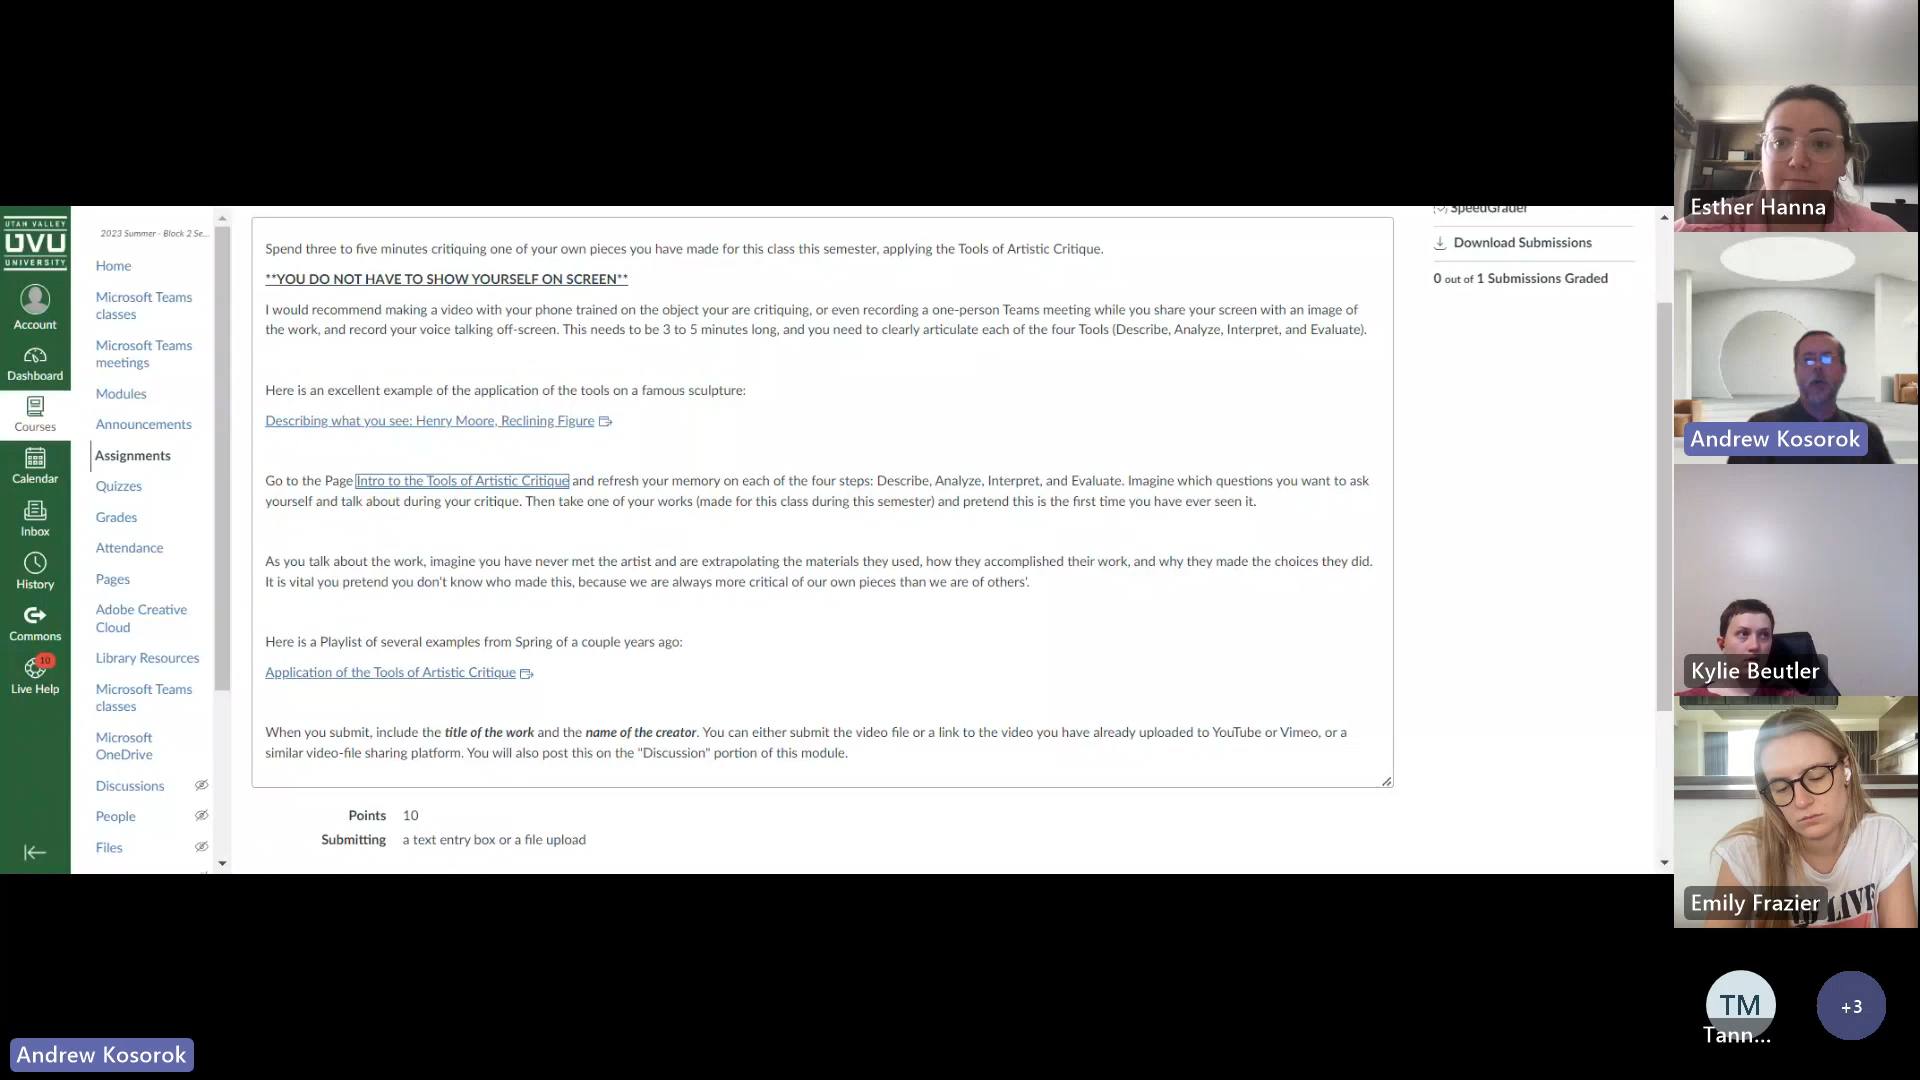 UTAH VALLEY
UVU
UNIVERSITY
Account
Dashboard
Courses
Calendar
Inbox
History
Commons
10
Live Help
2023 Summer - Block 2 Se...
Home
Microsoft Teams
classes
Microsoft Teams
meetings
Modules
Announcements
Assignments
Quizzes
Grades
Attendance
Pages
Adobe Creative
Cloud
Library Resources
Microsoft Teams
classes
Microsoft
OneDrive
Discussions
People
Files
Spend three to five minutes critiquing one of your own pieces you have made for this class this semester, applying the Tools of Artistic Critique.
**YOU DO NOT HAVE TO SHOW YOURSELF ON SCREEN**
I would recommend making a video with your phone trained on the object your are critiquing, or even recording a one-person Teams meeting while you share your screen with an image of
the work, and record your voice talking off-screen. This needs to be 3 to 5 minutes long, and you need to clearly articulate each of the four Tools (Describe, Analyze, Interpret, and Evaluate).
Here is an excellent example of the application of the tools on a famous sculpture:
Describing what you see: Henry Moore, Reclining Figure
Go to the Page Intro to the Tools of Artistic Critique and refresh your memory on each of the four steps: Describe, Analyze, Interpret, and Evaluate. Imagine which questions you want to ask
yourself and talk about during your critique. Then take one of your works (made for this class during this semester) and pretend this is the first time you have ever seen it.
As you talk about the work, imagine you have never met the artist and are extrapolating the materials they used, how they accomplished their work, and why they made the choices they did.
It is vital you pretend you don't know who made this, because we are always more critical of our own pieces than we are of others'.
Here is a Playlist of several examples from Spring of a couple years ago:
Application of the Tools of Artistic Critique
When you submit, include the title of the work and the name of the creator. You can either submit the video file or a link to the video you have already uploaded to YouTube or Vimeo, or a
similar video-file sharing platform. You will also post this on the "Discussion" portion of this module.
Points 10
Submitting a text entry box or a file upload
SpeedGrader
Download Submissions
0 out of 1 Submissions Graded
Esther Hanna
Andrew Kosorok
Kylie Beutler
LIVE
Emily Frazier
TM
Tann...
+3
Andrew Kosorok